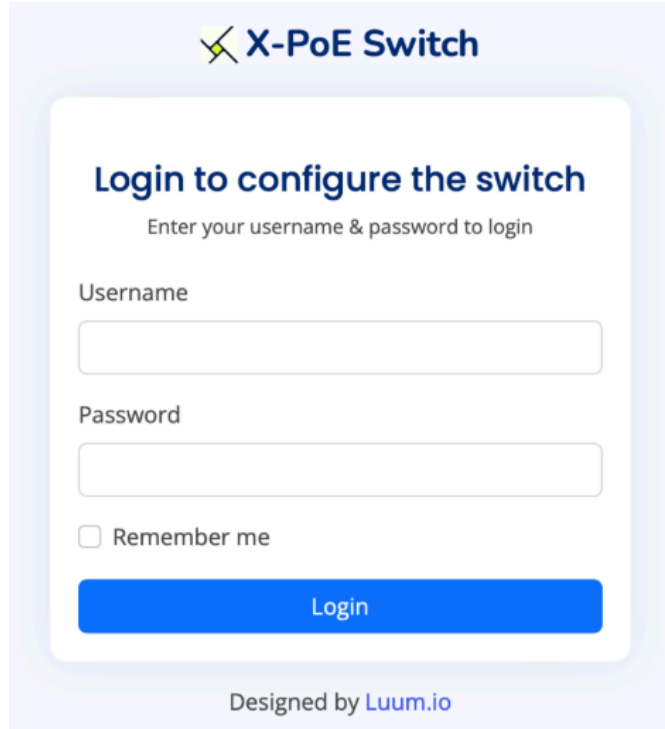 X-PoE Switch
Login to configure the switch
Enter your username & password to login
Username
Password
Remember me
Login
Designed by Luum.io